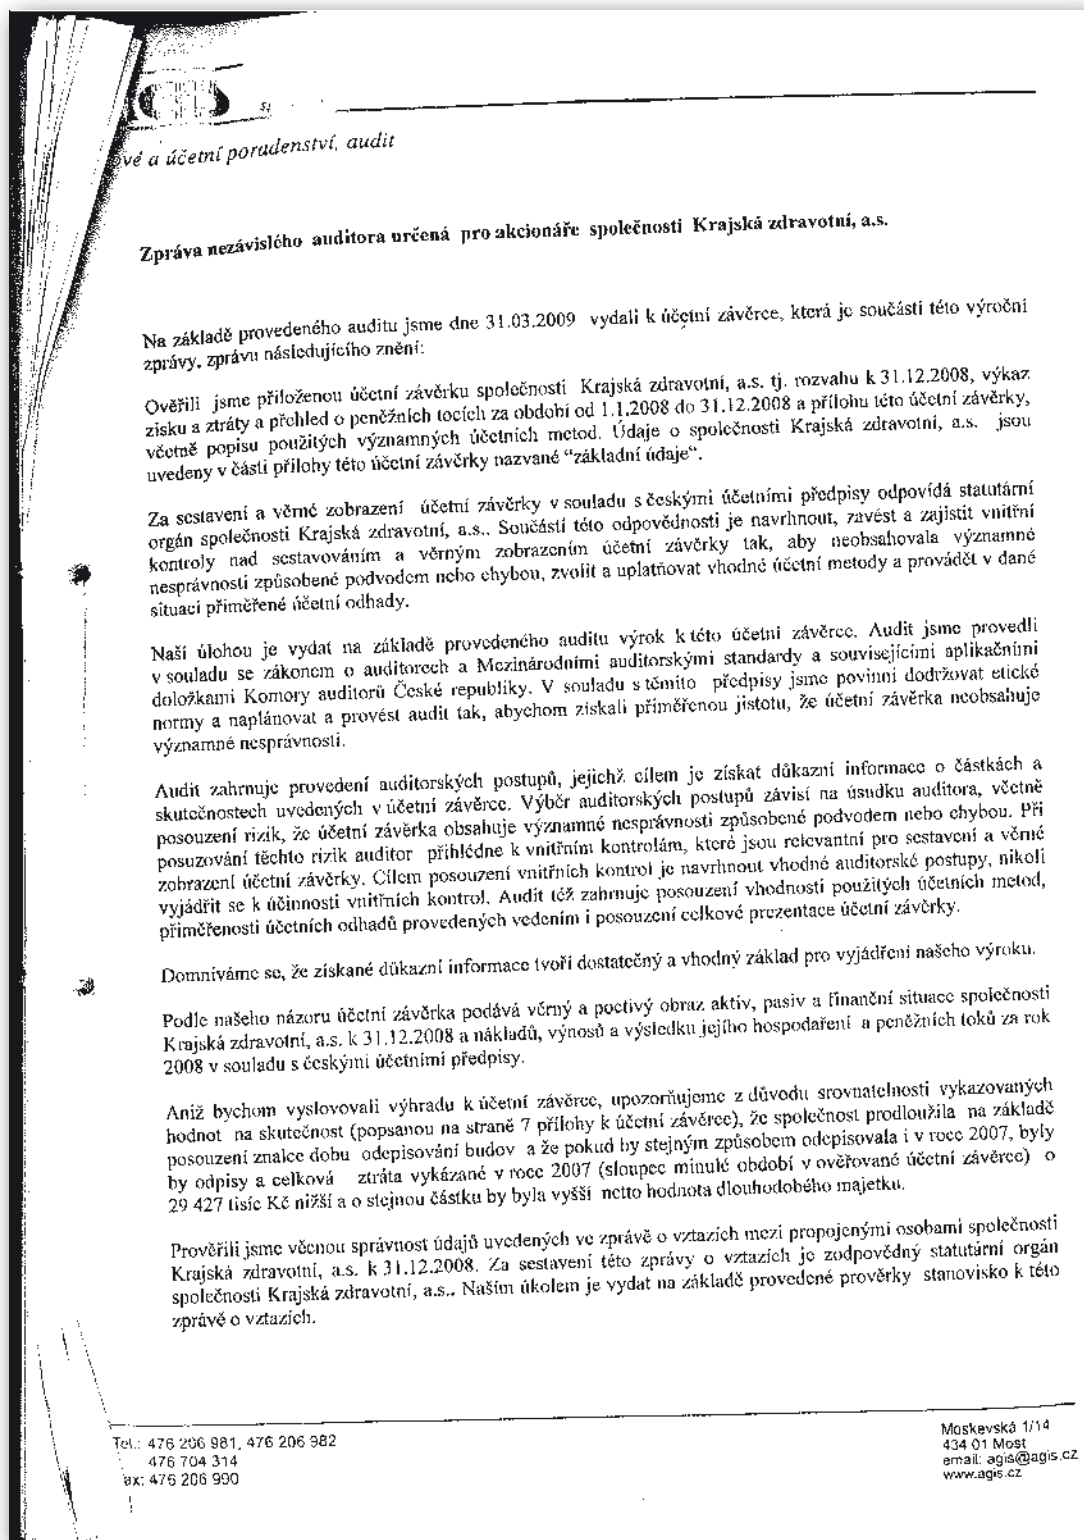 vé a účetní poradenství, audit
Zpráva nezávislého auditora určená pro akcionáře společnosti Krajská zdravotní, a.s.
Na základě provedeného auditu jsme dne 31.03.2009 vydali k účetní závěrce, která je součástí této výroční
zprávy, zprávu následujícího znění:
Ověřili jsme přiloženou účetní závěrku společnosti Krajská zdravotní, a.s. tj. rozvahu k 31.12.2008, výkaz
zisku a ztráty a přehled o peněžních tocích za období od 1.1.2008 do 31.12.2008 a přílohu této účetní závěrky,
včetně popisu použitých významných účetních metod. Údaje o společnosti Krajská zdravotní, a.s. jsou
uvedeny v části přílohy této účetní závěrky nazvané “základní údaje“.
Za sestavení a věrné zobrazení účetní závěrky v souladu s českými účetními předpisy odpovídá statutární
orgán společnosti Krajská zdravotní, a.s.. Součástí této odpovědnosti je navrhnout, zavést a zajistit vnitřní
kontroly nad sestavováním a věrným zobrazením účetní závěrky tak, aby neobsahovala významné
nesprávnosti způsobené podvodem nebo chybou, zvolit a uplatňovat vhodné účetní metody a provádět v dané
situaci přiměřené účetní odhady.
Naší úlohou je vydat na základě provedeného auditu výrok k této účetní závěrce. Audit jsme provedli
v souladu se zákonem o auditorech a Mezinárodními auditorskými standardy a souvisejícími aplikačními
doložkami Komory auditorů České republiky. V souladu s těmito předpisy jsme povinni dodržovat etické
normy a naplánovat a provést audit tak, abychom získali přiměřenou jistotu, že účetní závěrka neobsahuje
významné nesprávnosti.
Audit zahrnuje provedení auditorských postupů, jejichž cílem je získat důkazní informace o částkách a
skutečnostech uvedených v účetní závěrce. Výběr auditorských postupů závisí na úsudku auditora, včetně
posouzení rizik, že účetní závěrka obsahuje významné nesprávnosti způsobené podvodem nebo chybou. Při
posuzování těchto rizik auditor přihlédne k vnitřním kontrolám, které jsou relevantní pro sestavení a věrné
zobrazení účetní závěrky. Cílem posouzení vnitřních kontrol je navrhnout vhodné auditorské postupy, nikoli
vyjádřit se k účinnosti vnitřních kontrol. Audit též zahrnuje posouzení vhodnosti použitých účetních metod,
přiměřenosti účetních odhadů provedených vedením i posouzení celkové prezentace účetní závěrky.
Domníváme se, že získané důkazní informace tvoří dostatečný a vhodný základ pro vyjádření našeho výroku.
Podle našeho názoru účetní závěrka podává věrný a poctivý obraz aktiv, pasiv a finanční situace společnosti
Krajská zdravotní, a.s. k 31.12.2008 a nákladů, výnosů a výsledku jejího hospodaření a peněžních toků za rok
2008 v souladu s českými účetními předpisy.
Aniž bychom vyslovovali výhradu k účetní závěrce, upozorňujeme z důvodu srovnatelnosti vykazovaných
hodnot na skutečnost (popsanou na straně 7 přílohy k účetní závěrce), že společnost prodloužila na základě
posouzení znalce dobu odepisování budov a že pokud by stejným způsobem odepisovala i v roce 2007, byly
by odpisy a celková ztráta vykázané v roce 2007 (sloupec minulé období v ověřované účetní závěrce) o
29 427 tisíc Kč nižší a o stejnou částku by byla vyšší netto hodnota dlouhodobého majetku.
Prověřili jsme věcnou správnost údajů uvedených ve zprávě o vztazích mezi propojenými osobami společnosti
Krajská zdravotní, a.s. k 31.12.2008. Za sestavení této zprávy o vztazích je zodpovědný statutární orgán
společnosti Krajská zdravotní, a.s.. Naším úkolem je vydat na základě provedené prověrky stanovisko k této
zprávě o vztazích.
Tel.: 476 206 981, 476 206 982
476 704 314
ax: 476 206 990
Moskevská 1/14
434 01 Most
email: agis@agis.cz
www.agis.cz